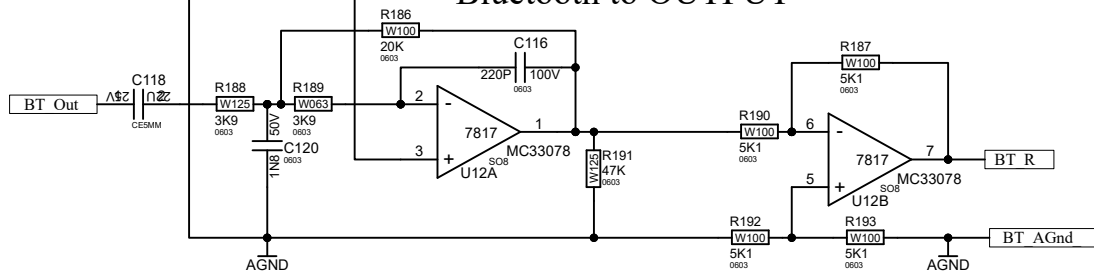 Bluetooth to OUTPUT
R186
W100
20K
0603
C116
220P 100V
0603
R187
W100
5K1
0603
C118
22U 25V
CE5MM
BT_Out
R188
W125
3K9
0603
R189
W063
3K9
0603
50V
C120
0603
1N8
2
-
7817
1
MC33078
3
+
SO8
U12A
R191
W125
47K
0603
R190
W100
5K1
0603
6
-
7817
7
MC33078
5
+
SO8
U12B
BT_R
R192
W100
5K1
0603
R193
W100
5K1
0603
BT_AGnd_
AGND
AGND